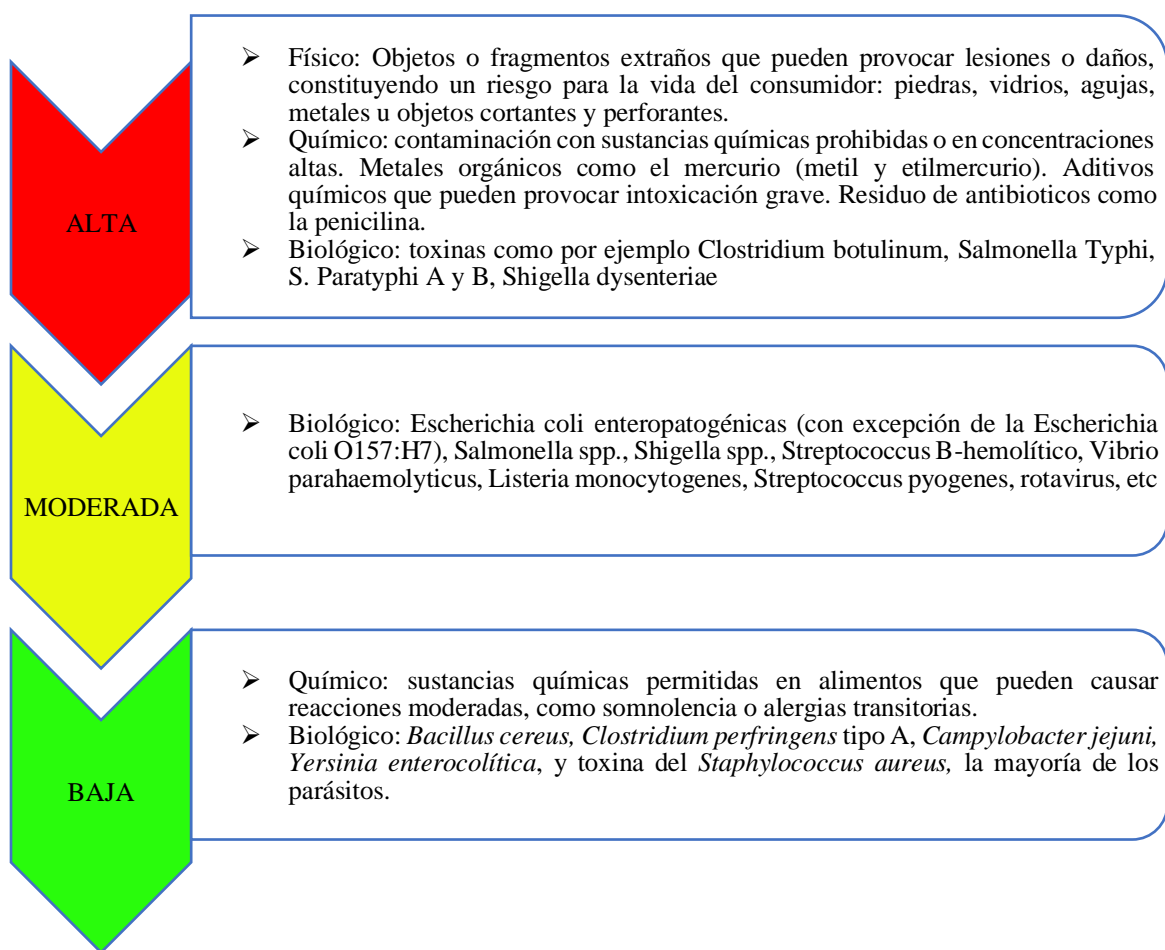 ALTA
➢ Físico: Objetos o fragmentos extraños que pueden provocar lesiones o daños,
constituyendo un riesgo para la vida del consumidor: piedras, vidrios, agujas,
metales u objetos cortantes y perforantes.
➢ Químico: contaminación con sustancias químicas prohibidas o en concentraciones
altas. Metales orgánicos como el mercurio (metil y etilmercurio). Aditivos
químicos que pueden provocar intoxicación grave. Residuo de antibioticos como
la penicilina.
➢ Biológico: toxinas como por ejemplo Clostridium botulinum, Salmonella Typhi,
S. Paratyphi A y B, Shigella dysenteriae
MODERADA
➢ Biológico: Escherichia coli enteropatogénicas (con excepción de la Escherichia
coli O157:H7), Salmonella spp., Shigella spp., Streptococcus B-hemolítico, Vibrio
parahaemolyticus, Listeria monocytogenes, Streptococcus pyogenes, rotavirus, etc
BAJA
➢ Químico: sustancias químicas permitidas en alimentos que pueden causar
reacciones moderadas, como somnolencia o alergias transitorias.
➢ Biológico: Bacillus cereus, Clostridium perfringens tipo A, Campylobacter jejuni,
Yersinia enterocolítica, y toxina del Staphylococcus aureus, la mayoría de los
parásitos.